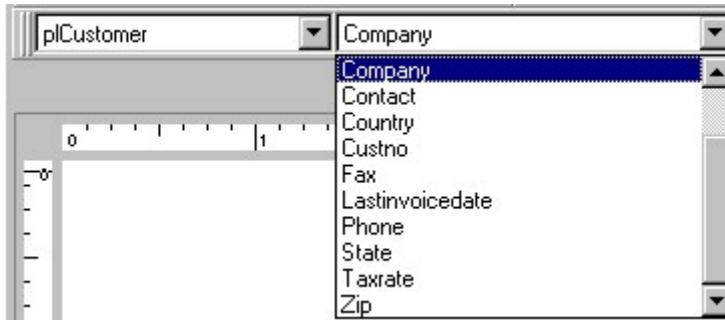 plCustomer
Company
Company
Contact
Country
Custno
Fax
Lastinvoicedate
Phone
State
Taxrate
Zip
0 1
0